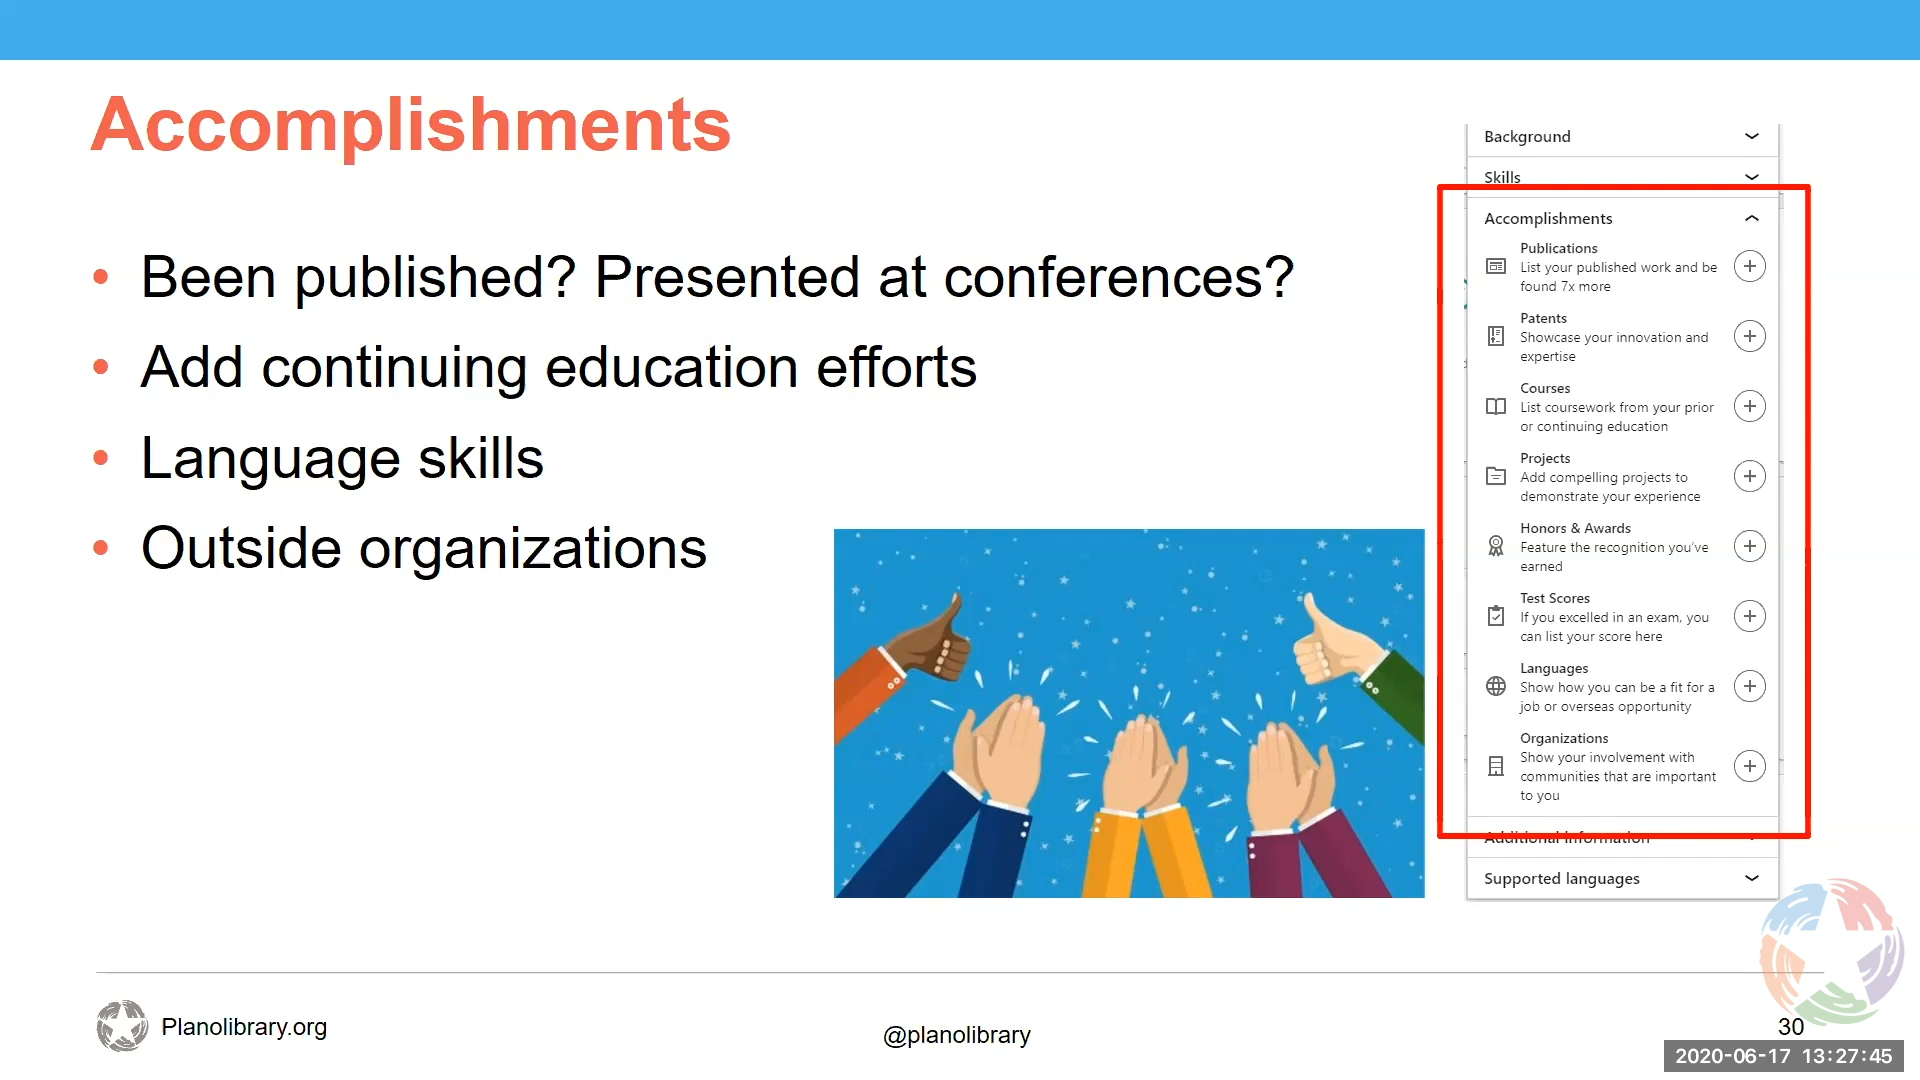 Accomplishments
Been published? Presented at conferences?
Add continuing education efforts
Language skills
Outside organizations
Background
Skills
Accomplishments
Publications
List your published work and be
found 7x more
Patents
Showcase your innovation and
expertise
Courses
List coursework from your prior
or continuing education
Projects
Add compelling projects to
demonstrate your experience
Honors & Awards
Feature the recognition you've
earned
Test Scores
If you excelled in an exam, you
can list your score here
Languages
Show how you can be a fit for a
job or overseas opportunity
Organizations
Show your involvement with
communities that are important
to you
Additional information
Supported languages
Planolibrary.org
@planolibrary
30
2020-06-17 13:27:45